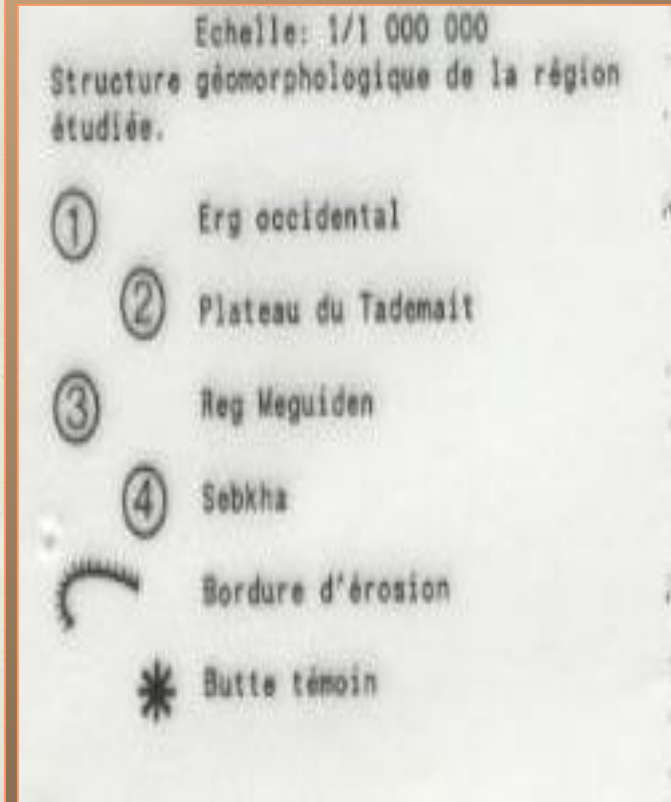 Echelle: 1/1 000 000
Structure géomorphologique de la région
étudiée.
1 Erg occidental
2 Plateau du Tademait
3 Reg Meguiden
4 Sebkha
Bordure d'érosion
Butte témoin